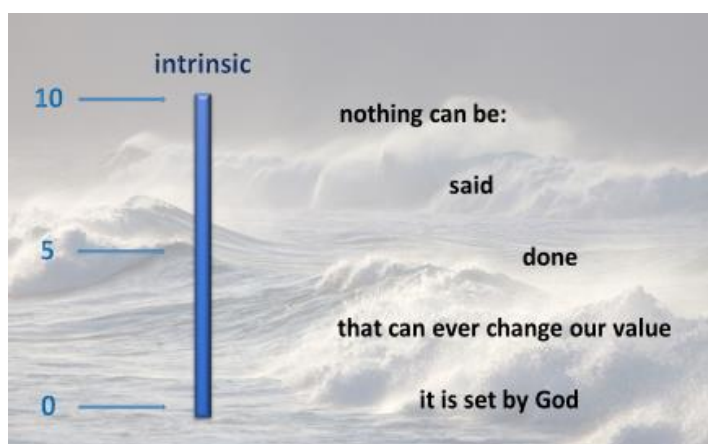 intrinsic
10
nothing can be:
said
5
done
that can ever change our value
0
it is set by God